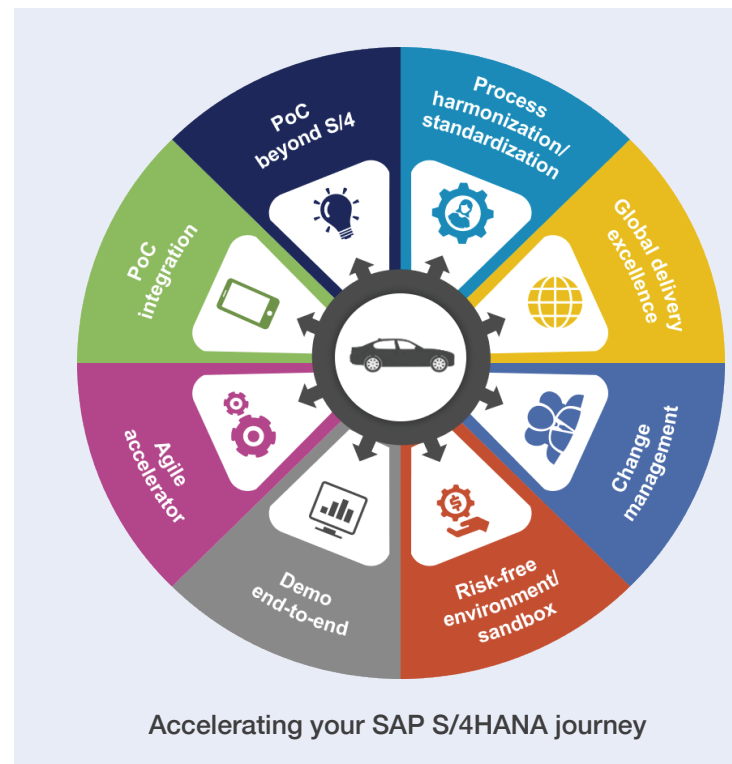 PoC
beyond S/4
Process
harmonization/
standardization
Global delivery
excellence
Change
management
Risk-free
environment/
sandbox
Demo
end-to-end
Agile
accelerator
PoC
integration
$
Accelerating your SAP S/4HANA journey